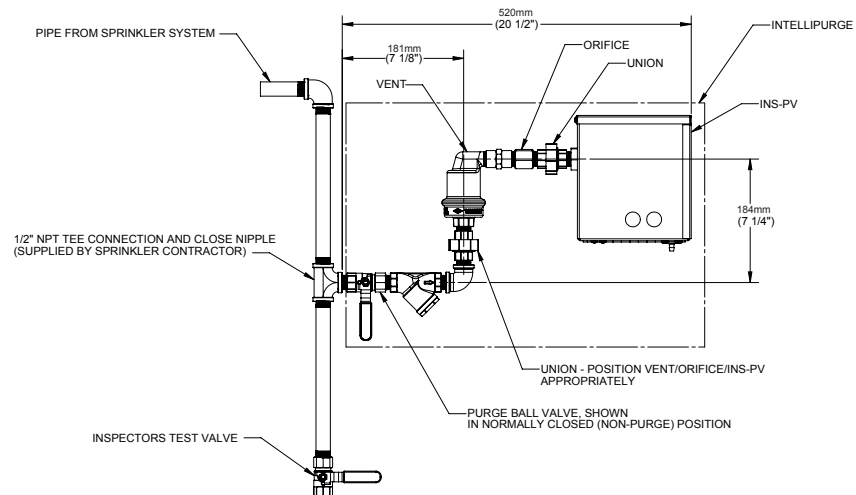 520mm
(20 1/2")
INTELLIPURGE
PIPE FROM SPRINKLER SYSTEM
181mm
(7 1/8")
ORIFICE
UNION
VENT
INS-PV
184mm
(7 1/4")
1/2" NPT TEE CONNECTION AND CLOSE NIPPLE
(SUPPLIED BY SPRINKLER CONTRACTOR)
UNION - POSITION VENT/ORIFICE/INS-PV
APPROPRIATELY
PURGE BALL VALVE, SHOWN
IN NORMALLY CLOSED (NON-PURGE) POSITION
INSPECTORS TEST VALVE